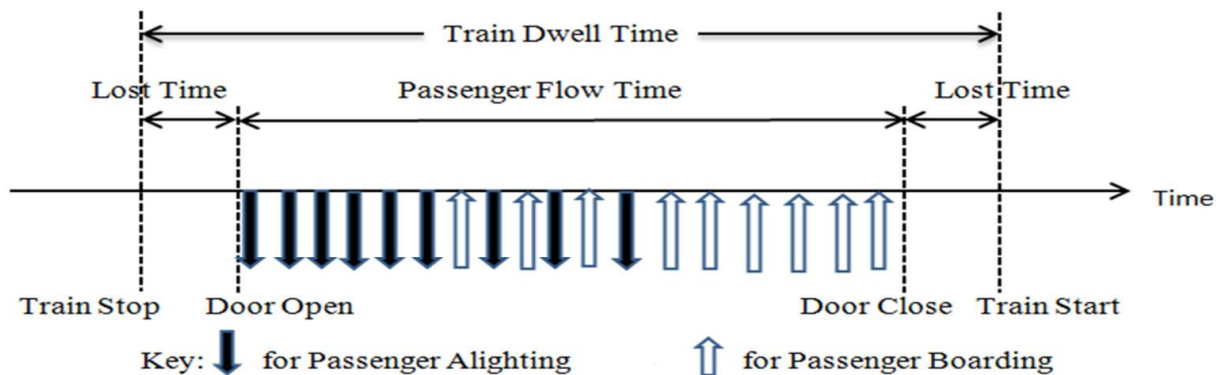 Train Dwell Time
Lost Time Passenger Flow Time Lost Time
Time
Train Stop Door Open Door Close Train Start
Key: for Passenger Alighting for Passenger Boarding